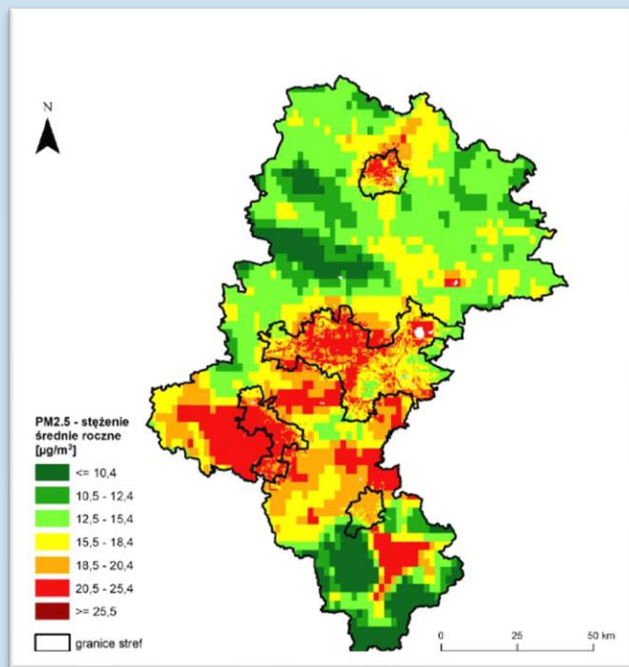 N
PM2.5 - stężenie
średnie roczne
[µg/m³]
<= 10,4
10,5 - 12,4
12,5 - 15,4
15,5 - 18,4
18,5 - 20,4
20,5 - 25,4
>= 25,5
granice stref
0 25 50 km